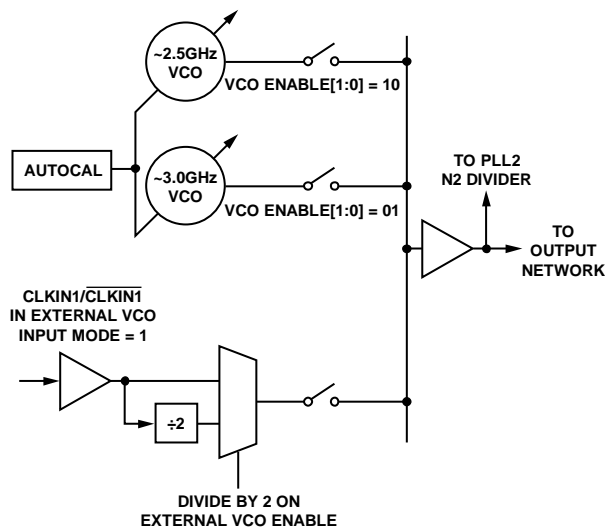 ~2.5GHz
VCO
VCO ENABLE[1:0] = 10
AUTOCAL
~3.0GHz
VCO
VCO ENABLE[1:0] = 01
TO PLL2
N2 DIVIDER
TO
OUTPUT
NETWORK
CLKIN1/CLKIN1
IN EXTERNAL VCO
INPUT MODE = 1
÷2
DIVIDE BY 2 ON
EXTERNAL VCO ENABLE